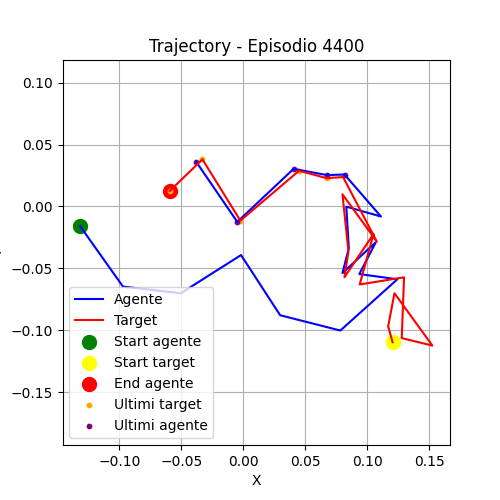 Trajectory - Episodio 4400
0.10
0.05
0.00
−0.05
−0.10
−0.15
Agente
Target
Start agente
Start target
End agente
Ultimi target
Ultimi agente
−0.10 −0.05 0.00 0.05 0.10 0.15
X